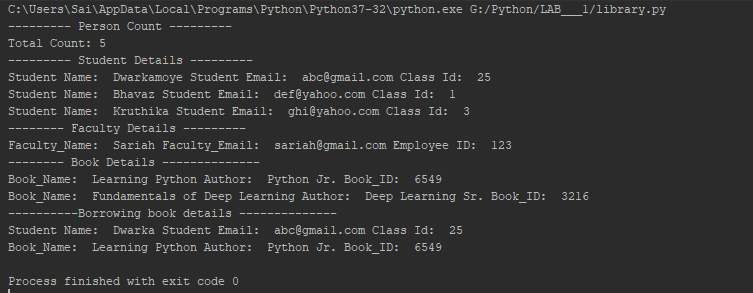 C:\Users\Sai\AppData\Local\Programs\Python\Python37-32\python.exe G:/Python/LAB___1/library.py
--------- Person Count ---------
Total Count: 5
--------- Student Details ---------
Student Name:  Dwarkamoye Student Email:  abc@gmail.com Class Id:  25
Student Name:  Bhavaz Student Email:  def@yahoo.com Class Id:  1
Student Name:  Kruthika Student Email:  ghi@yahoo.com Class Id:  3
-------- Faculty Details ---------
Faculty_Name:  Sariah Faculty_Email:  sariah@gmail.com Employee ID:  123
-------- Book Details --------------
Book_Name:  Learning Python Author:  Python Jr. Book_ID:  6549
Book_Name:  Fundamentals of Deep Learning Author:  Deep Learning Sr. Book_ID:  3216
----------Borrowing book details --------------
Student Name:  Dwarka Student Email:  abc@gmail.com Class Id:  25
Book_Name:  Learning Python Author:  Python Jr. Book_ID:  6549
Process finished with exit code 0